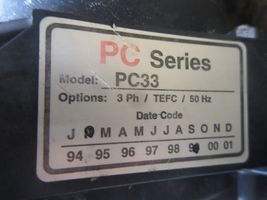 PC Series
Model: PC33
Options: 3 Ph / TEFC / 50 Hz
Date Code
J M A M J J A S O N D
94 95 96 97 98 00 01